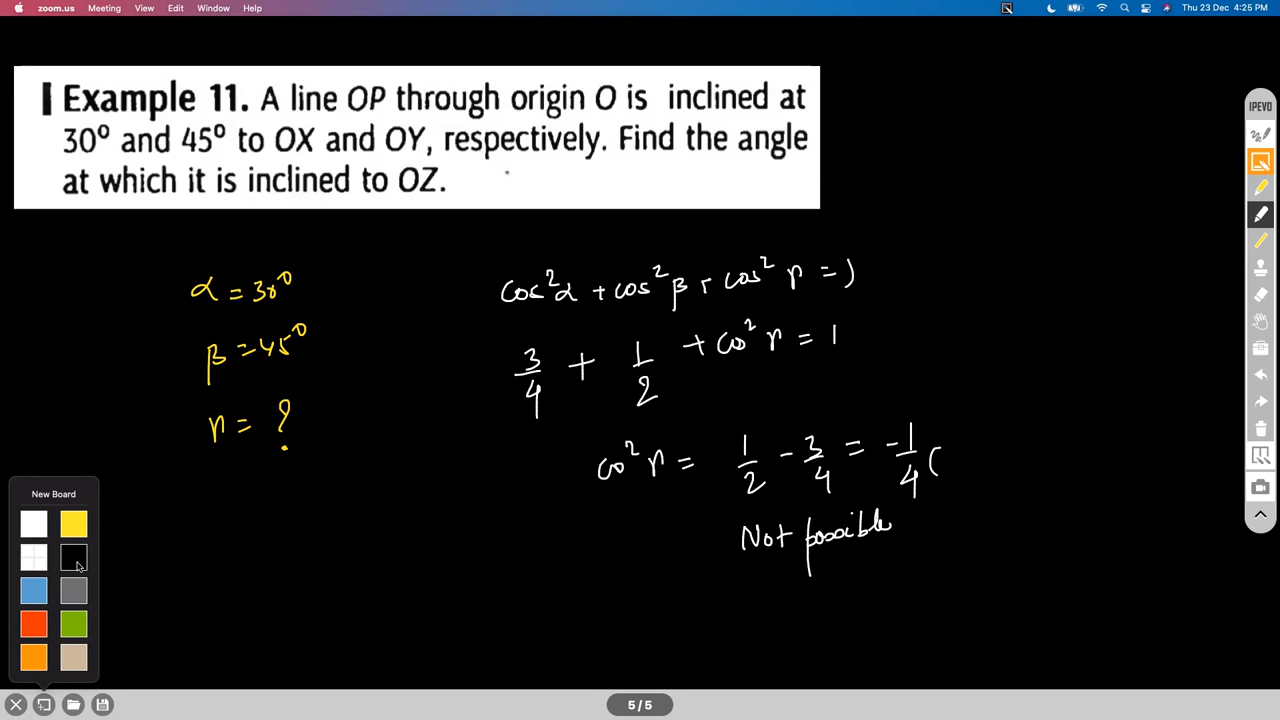 zoom.us Meeting View Edit Window Help Thu 23 Dec 4:25 PM
Example 11. A line OP through origin O is inclined at
30° and 45° to OX and OY, respectively. Find the angle
at which it is inclined to OZ.
IPEVO
α = 30°
β = 45°
r = ?
cos²α + cos²β + cos² r = 1
3/4 + 1/2 + cos² r = 1
cos² r = 1/2 - 3/4 = -1/4 (
Not possible
New Board
5/5